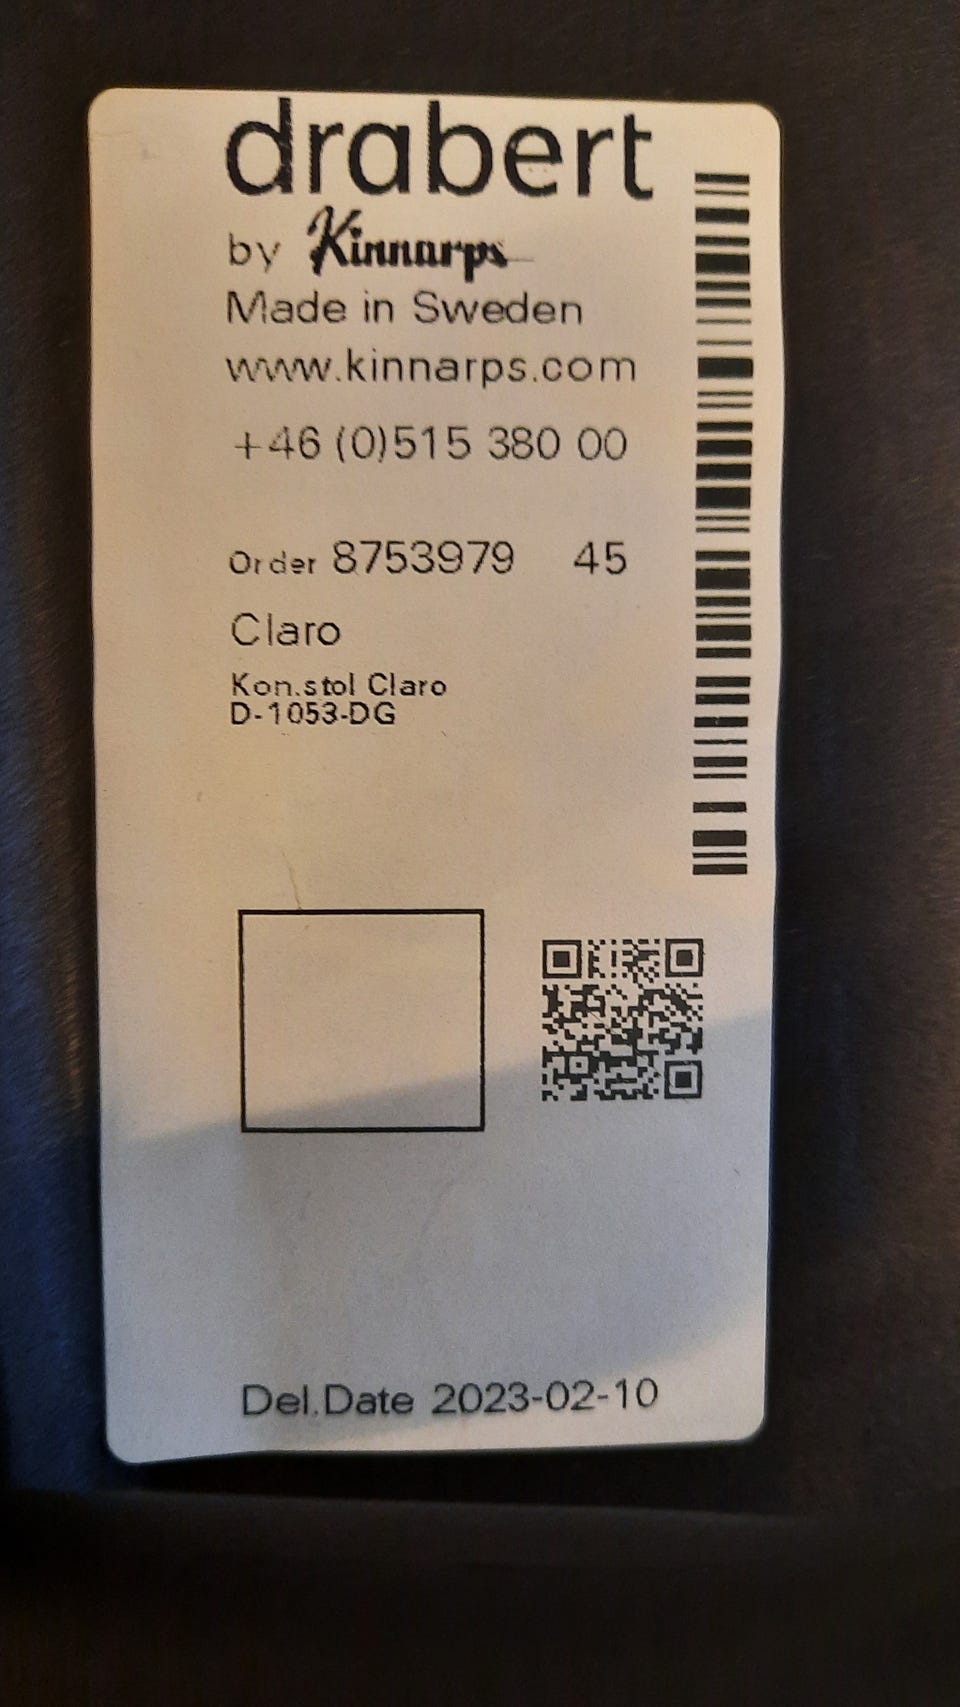 drabert
by Kinnarps
Made in Sweden
www.kinnarps.com
+46 (0)515 380 00
Order 8753979 45
Claro
Kon.stol Claro
D-1053-DG
Del.Date 2023-02-10